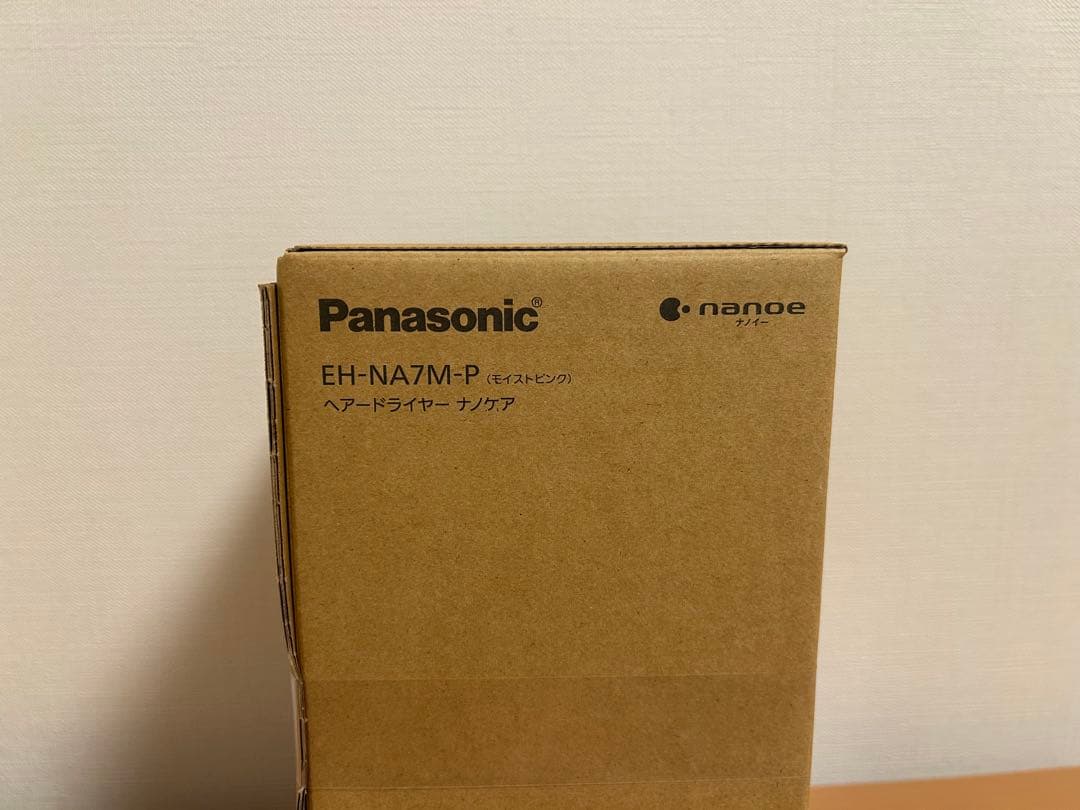 Panasonic®
nanoe
ナノイー
EH-NA7M-P (モイストピンク)
ヘアードライヤー ナノケア